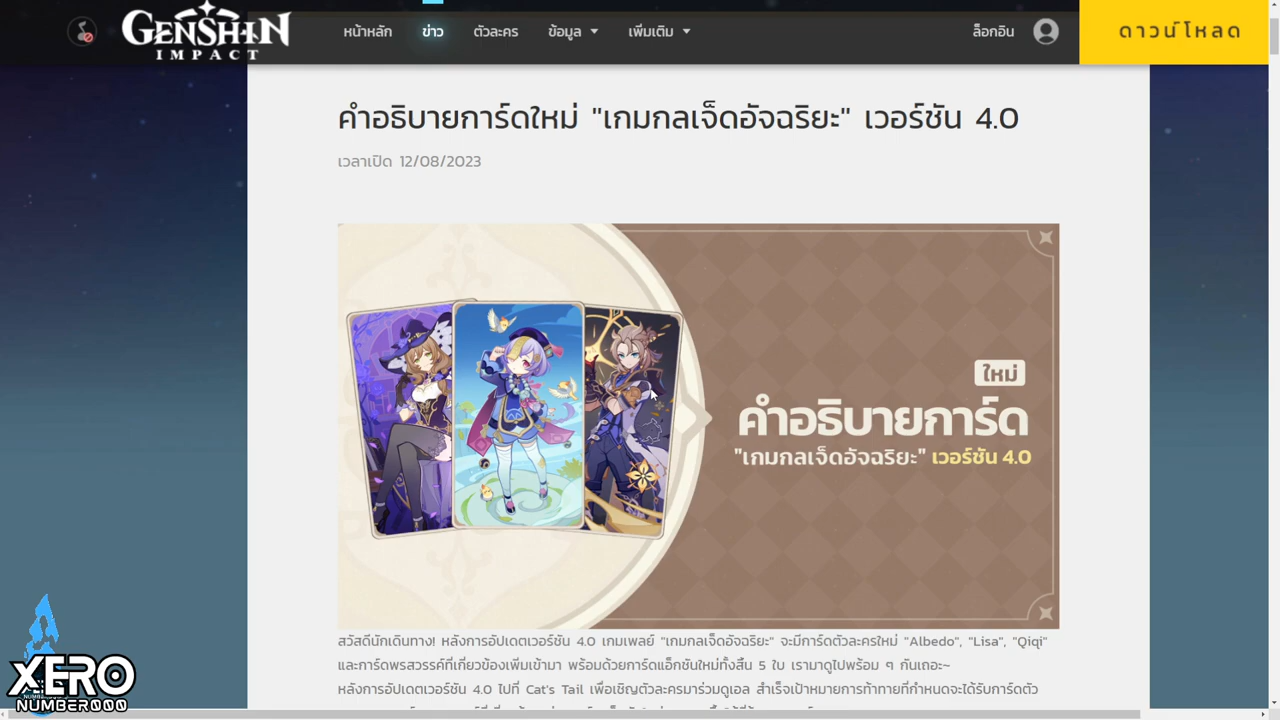 GENSHIN
IMPACT
หน้าหลัก
ข่าว
ตัวละคร
ข้อมูล
เพิ่มเติม
ล็อกอิน
ดาวน์โหลด
คำอธิบายการ์ดใหม่ "เกมกลเจ็ดอัจฉริยะ" เวอร์ชัน 4.0
เวลาเปิด 12/08/2023
ใหม่
คำอธิบายการ์ด
"เกมกลเจ็ดอัจฉริยะ" เวอร์ชัน 4.0
สวัสดีนักเดินทาง! หลังการอัปเดตเวอร์ชัน 4.0 เกมเพลย์ "เกมกลเจ็ดอัจฉริยะ" จะมีการ์ดตัวละครใหม่ "Albedo", "Lisa", "Qiqi"
และการ์ดพรสวรรค์ที่เกี่ยวข้องเพิ่มเข้ามา พร้อมด้วยการ์ดแอ็กชันใหม่ทั้งสิ้น 5 ใบ เรามาดูไปพร้อม ๆ กันเถอะ~
หลังการอัปเดตเวอร์ชัน 4.0 ไปที่ Cat's Tail เพื่อเชิญตัวละครมาร่วมดูเอล สำเร็จเป้าหมายการท้าทายที่กำหนดจะได้รับการ์ดตัว
XERO
NUMBER000